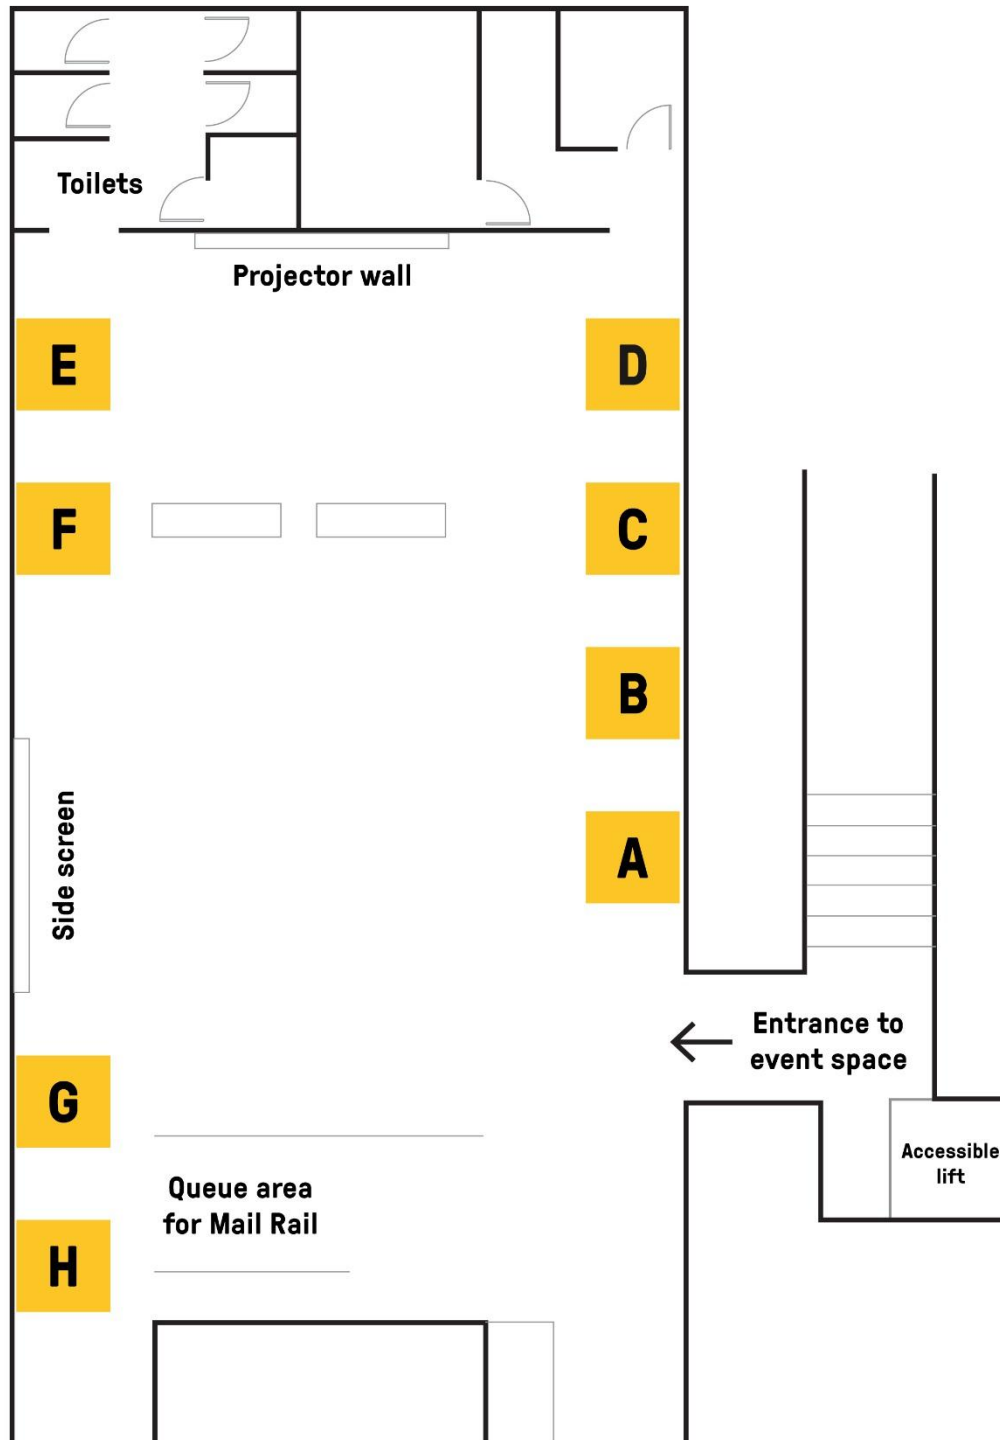 Toilets
Projector wall
E
D
F
C
B
Side screen
A
Entrance to
event space
G
Accessible
lift
Queue area
for Mail Rail
H